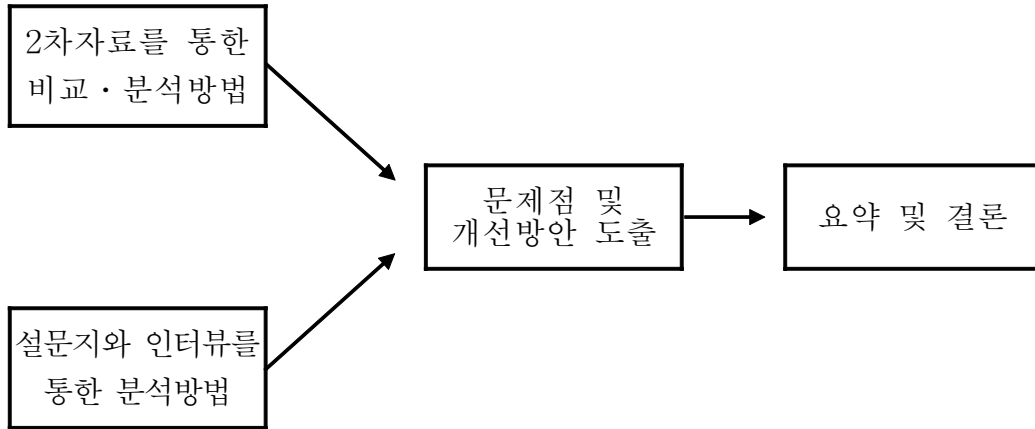 2차자료를 통한
비교·분석방법
설문지와 인터뷰를
통한 분석방법
문제점 및
개선방안 도출
요약 및 결론